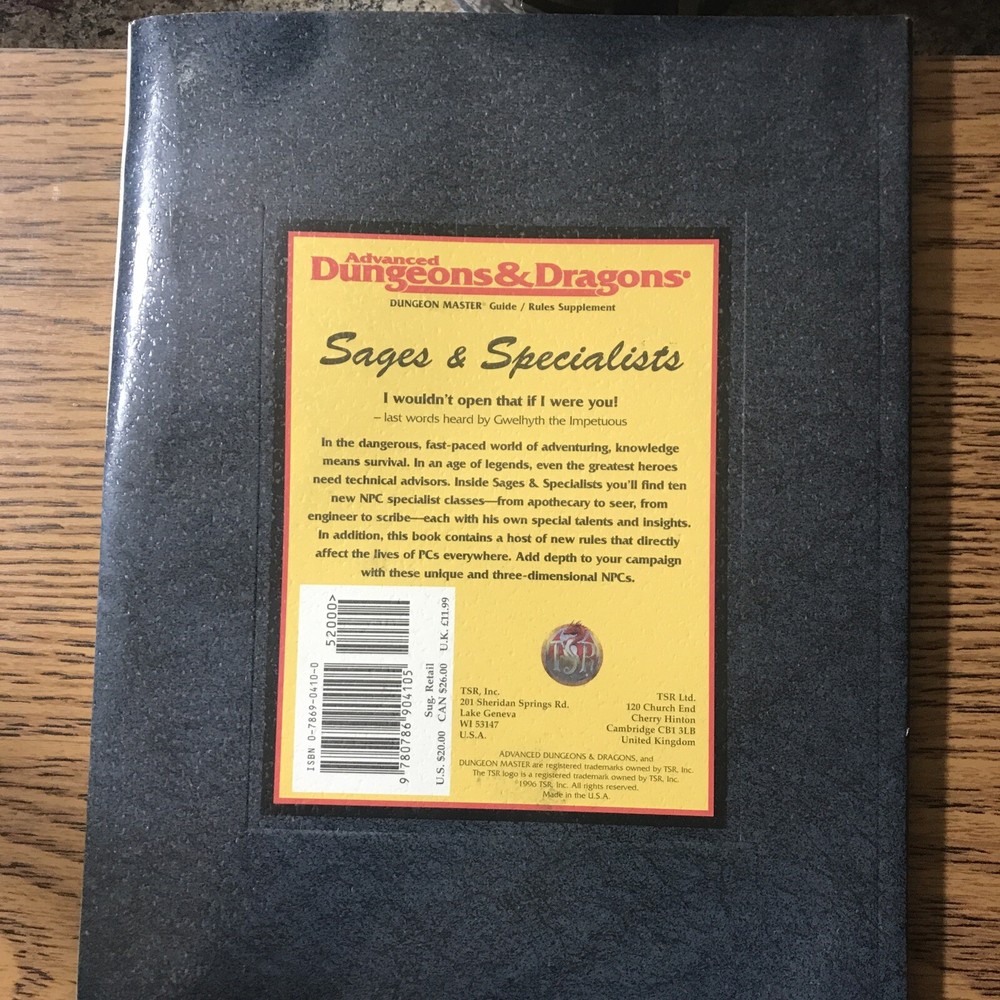 Advanced
Dungeons & Dragons®
DUNGEON MASTER® Guide / Rules Supplement
Sages & Specialists
I wouldn't open that if I were you!
– last words heard by Gwelhyth the Impetuous
In the dangerous, fast-paced world of adventuring, knowledge
means survival. In an age of legends, even the greatest heroes
need technical advisors. Inside Sages & Specialists you'll find ten
new NPC specialist classes—from apothecary to seer, from
engineer to scribe—each with his own special talents and insights.
In addition, this book contains a host of new rules that directly
affect the lives of PCs everywhere. Add depth to your campaign
with these unique and three-dimensional NPCs.
52000>
ISBN 0-7869-0410-0
9 780786 904105
Sug. Retail
U.S. $20.00 CAN $26.00 U.K. £11.99
TSR
TSR, Inc.
201 Sheridan Springs Rd.
Lake Geneva
WI 53147
U.S.A.
TSR Ltd.
120 Church End
Cherry Hinton
Cambridge CB1 3LB
United Kingdom
ADVANCED DUNGEONS & DRAGONS, and
DUNGEON MASTER are registered trademarks owned by TSR, Inc.
The TSR logo is a registered trademark owned by TSR, Inc.
©1996 TSR, Inc. All rights reserved.
Made in the U.S.A.